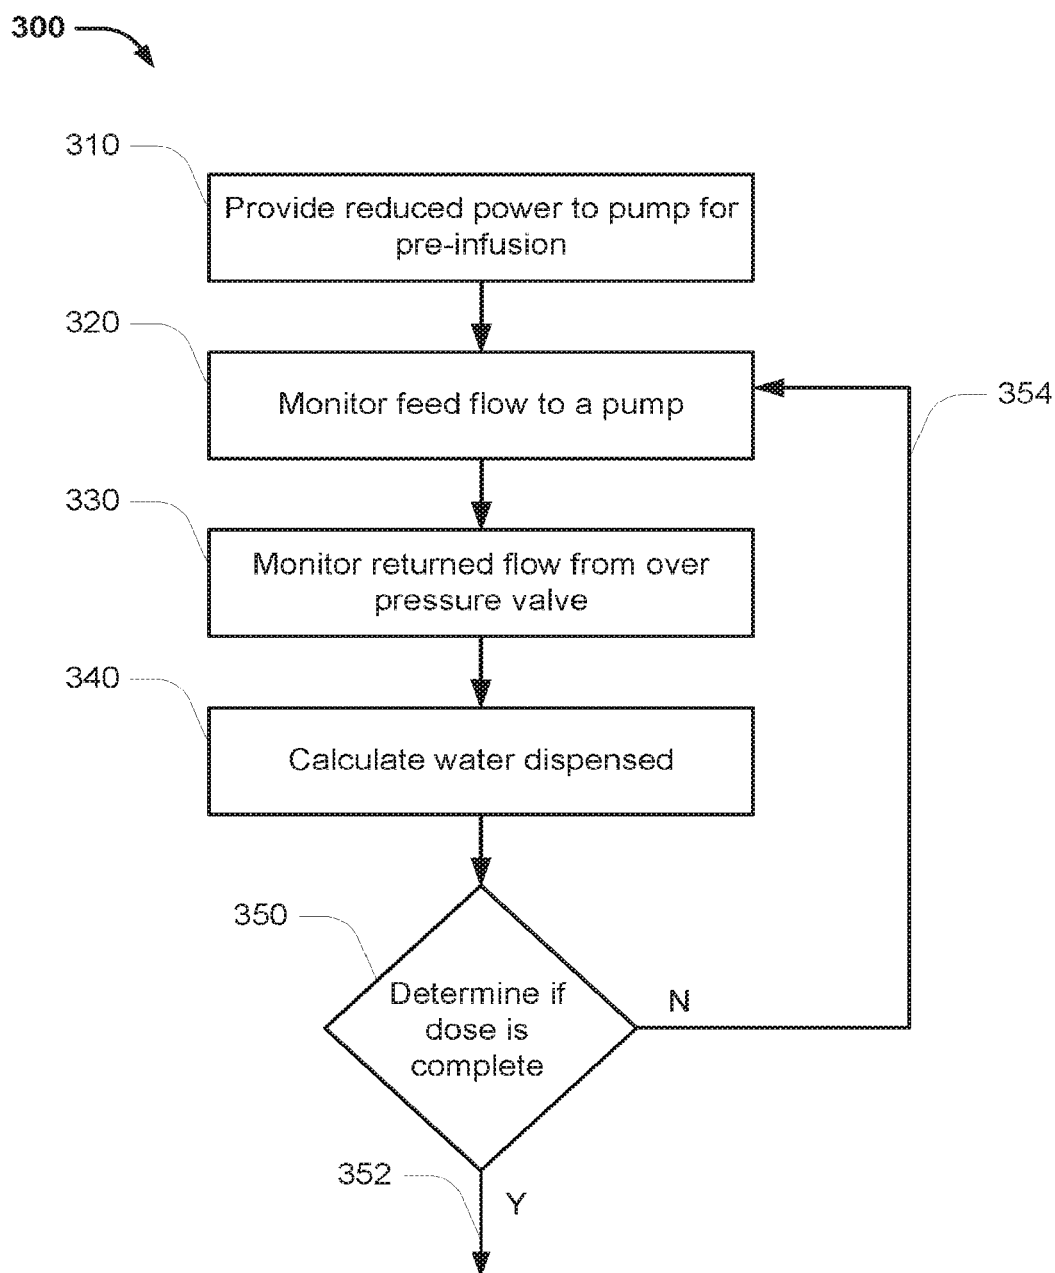 300
310
Provide reduced power to pump for
pre-infusion
320
Monitor feed flow to a pump
354
330
Monitor returned flow from over
pressure valve
340
Calculate water dispensed
350
Determine if
dose is
complete
N
352
Y